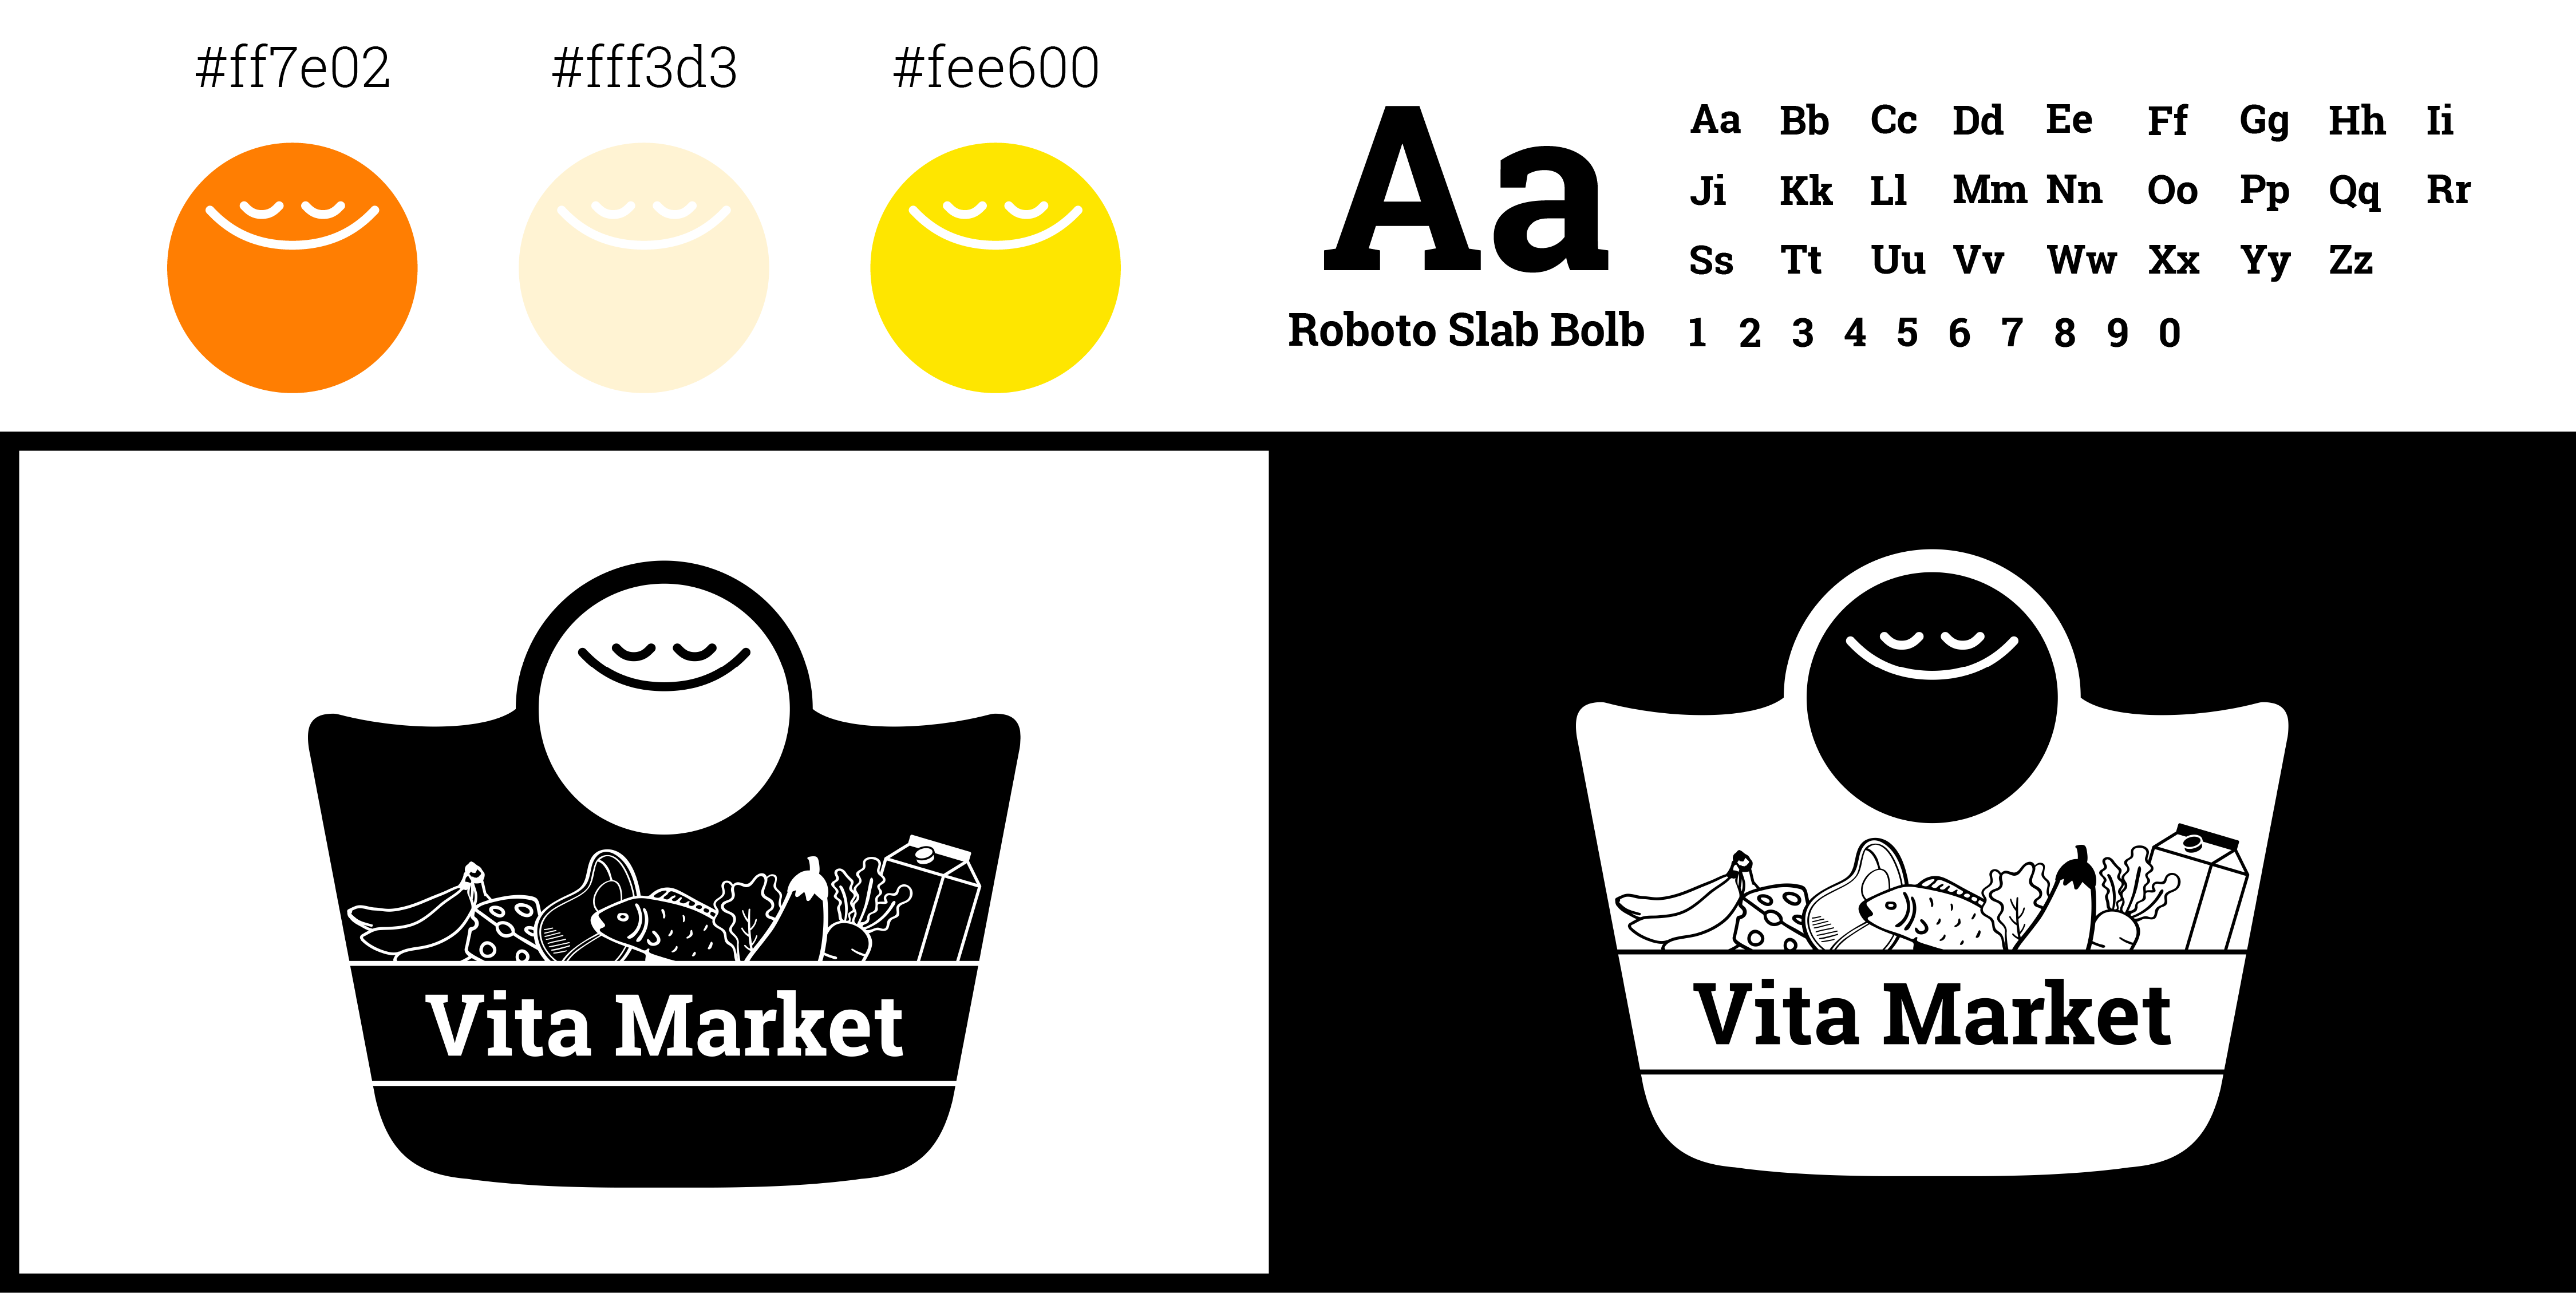 #ff7e02 #fff3d3 #fee600
Aa
Roboto Slab Bolb
Aa Bb Cc Dd Ee Ff Gg Hh Ii
Ji Kk Ll Mm Nn Oo Pp Qq Rr
Ss Tt Uu Vv Ww Xx Yy Zz
1 2 3 4 5 6 7 8 9 0
Vita Market
Vita Market